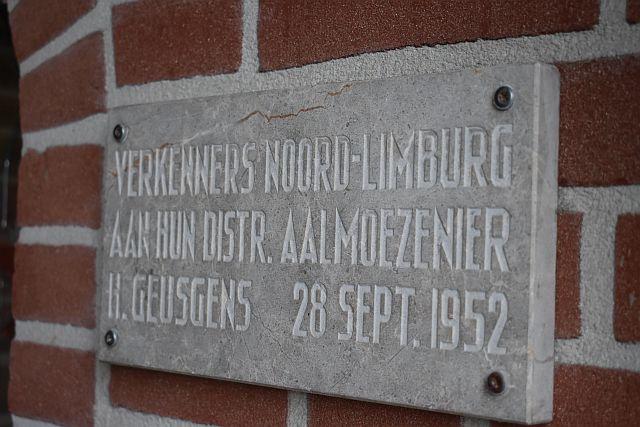 VERKENNERS NOORD-LIMBURG
AAN HUN DISTR. AALMOEZENIER
H. GEUSGENS 28 SEPT. 1952